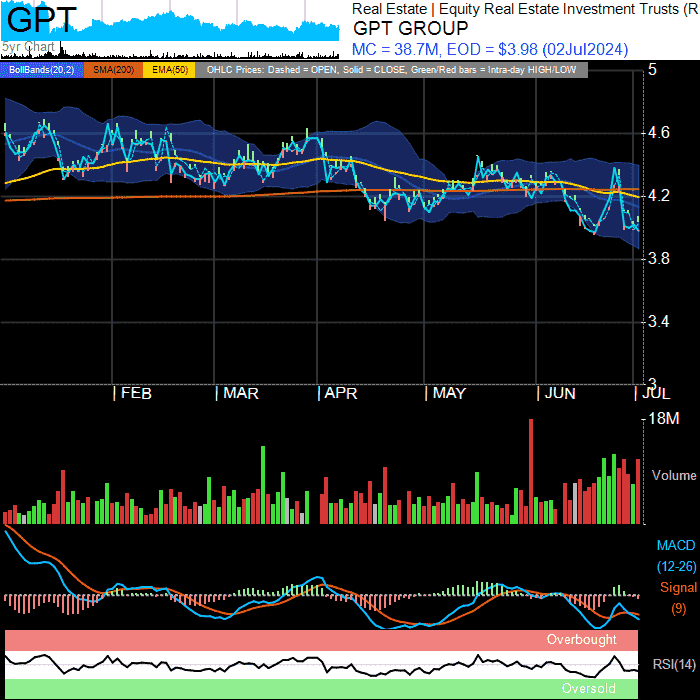 GPT
5yr Chart
Real Estate | Equity Real Estate Investment Trusts (R
GPT GROUP
MC = 38.7M, EOD = $3.98 (02Jul2024)
BollBands(20,2) SMA(200) EMA(50) OHLC Prices: Dashed = OPEN, Solid = CLOSE, Green/Red bars = Intra-day HIGH/LOW
5
4.6
4.2
3.8
3.4
3
FEB MAR APR MAY JUN JUL
18M
Volume
MACD
(12-26)
Signal
(9)
Overbought
RSI(14)
Oversold